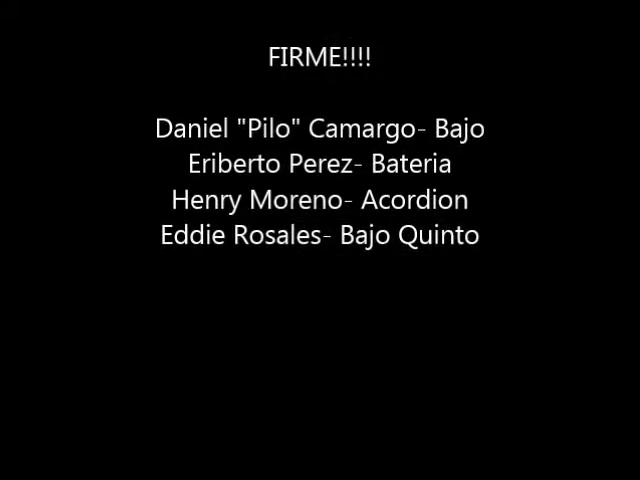 FIRME!!!!
Daniel "Pilo" Camargo- Bajo
Eriberto Perez- Bateria
Henry Moreno- Acordion
Eddie Rosales- Bajo Quinto